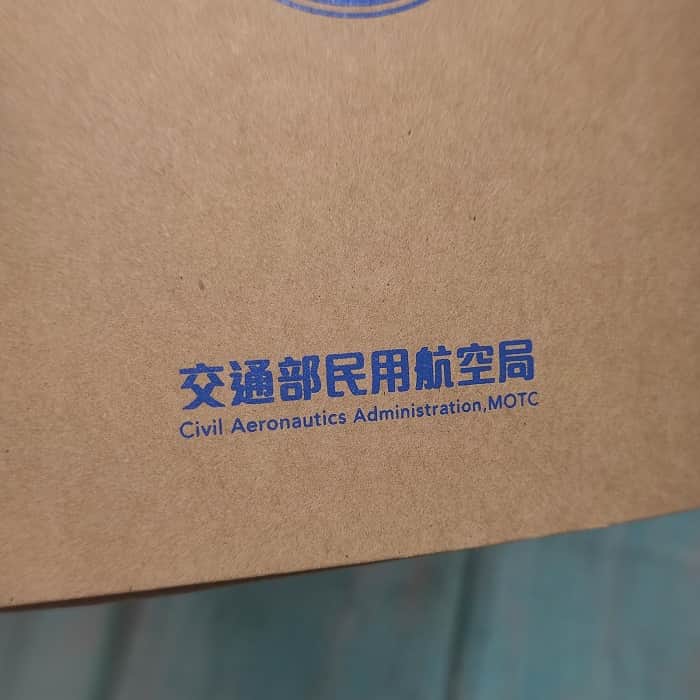 交通部民用航空局
Civil Aeronautics Administration,MOTC